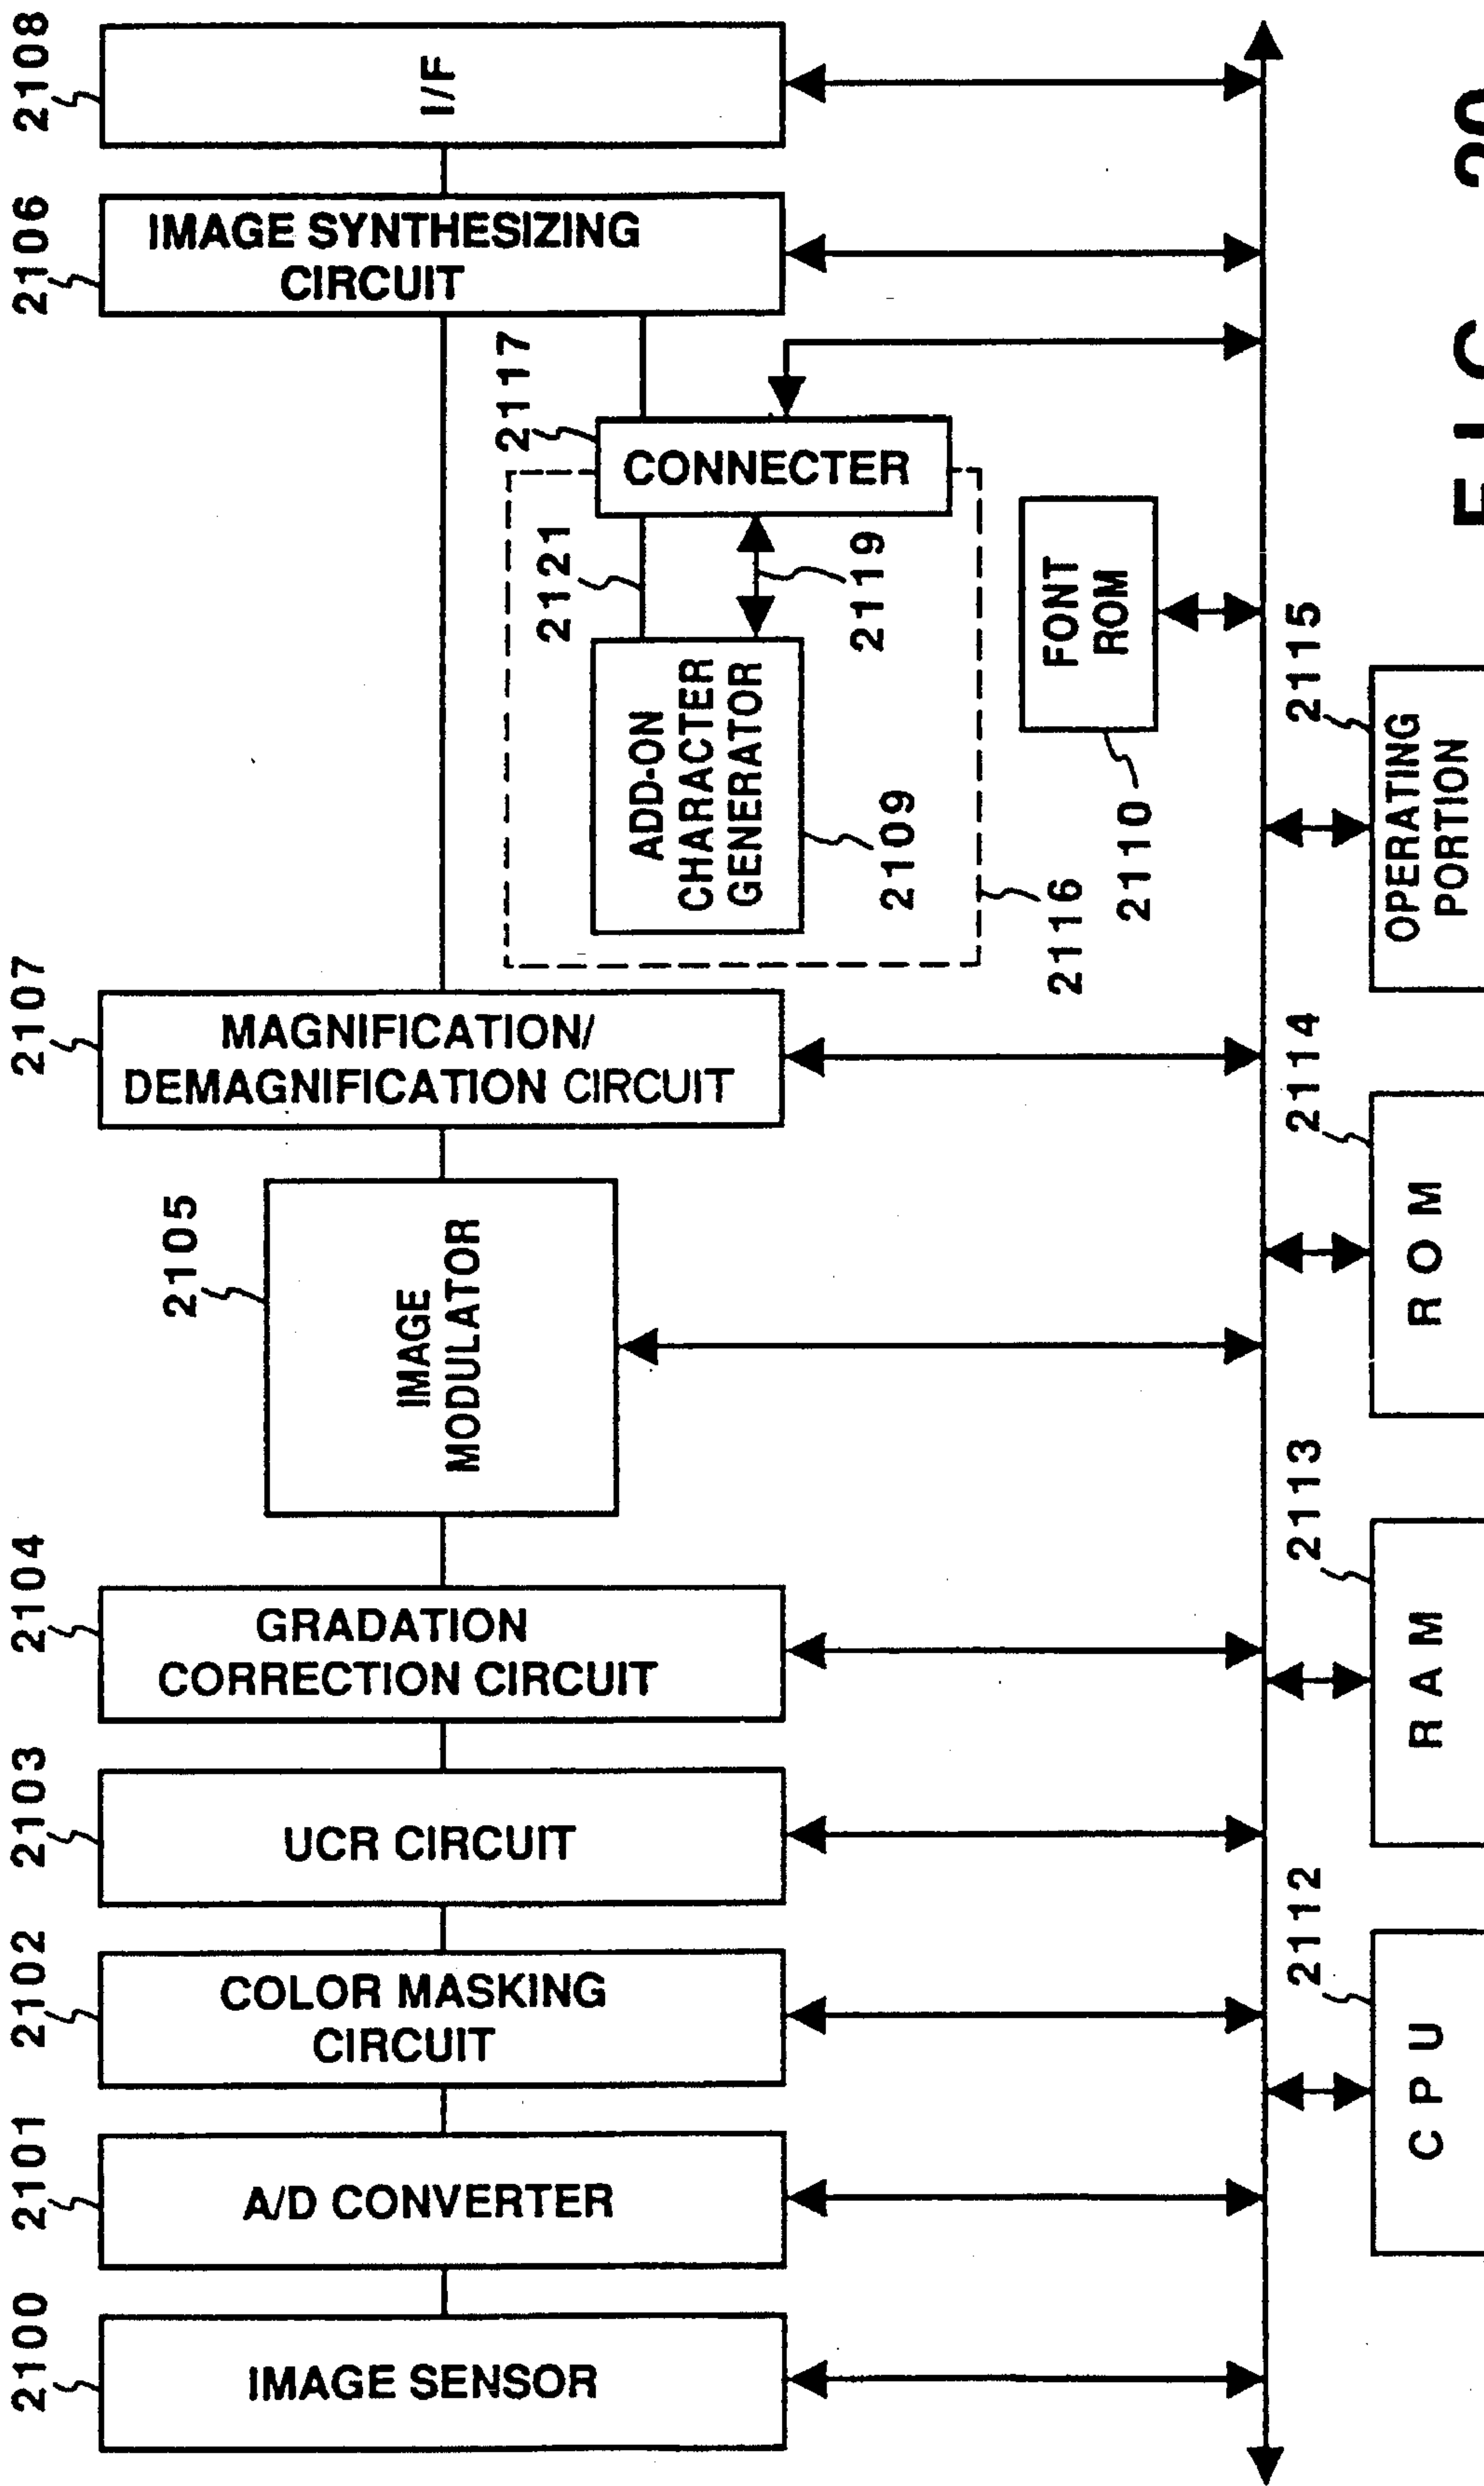 2108
I/F
2106
IMAGE SYNTHESIZING
CIRCUIT
2117
CONNECTER
2121
2119
ADD-ON
CHARACTER
GENERATOR
2109
2116
FONT
ROM
2110
2107
MAGNIFICATION/
DEMAGNIFICATION CIRCUIT
2105
IMAGE
MODULATOR
2104
GRADATION
CORRECTION CIRCUIT
2103
UCR CIRCUIT
2102
COLOR MASKING
CIRCUIT
2101
A/D CONVERTER
2100
IMAGE SENSOR
2115
OPERATING
PORTION
2114
ROM
2113
RAM
2112
CPU